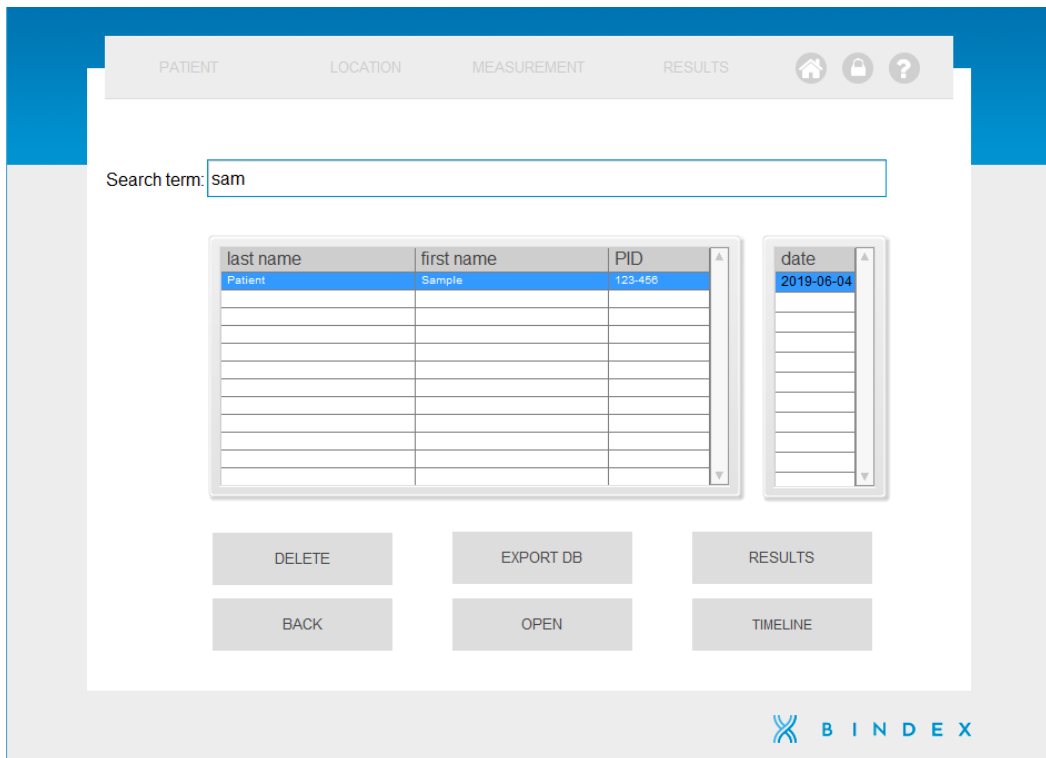 PATIENT LOCATION MEASUREMENT RESULTS ?
Search term: sam
last name first name PID date
Patient Sample 123-456 2019-06-04
DELETE EXPORT DB RESULTS
BACK OPEN TIMELINE
BINDEX